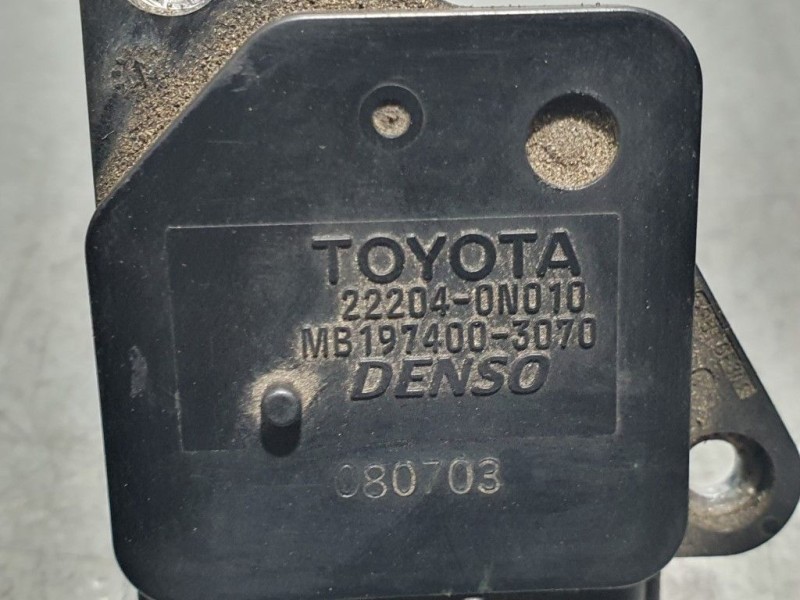 TOYOTA
22204-0N010
MB197400-3070
DENSO
080703